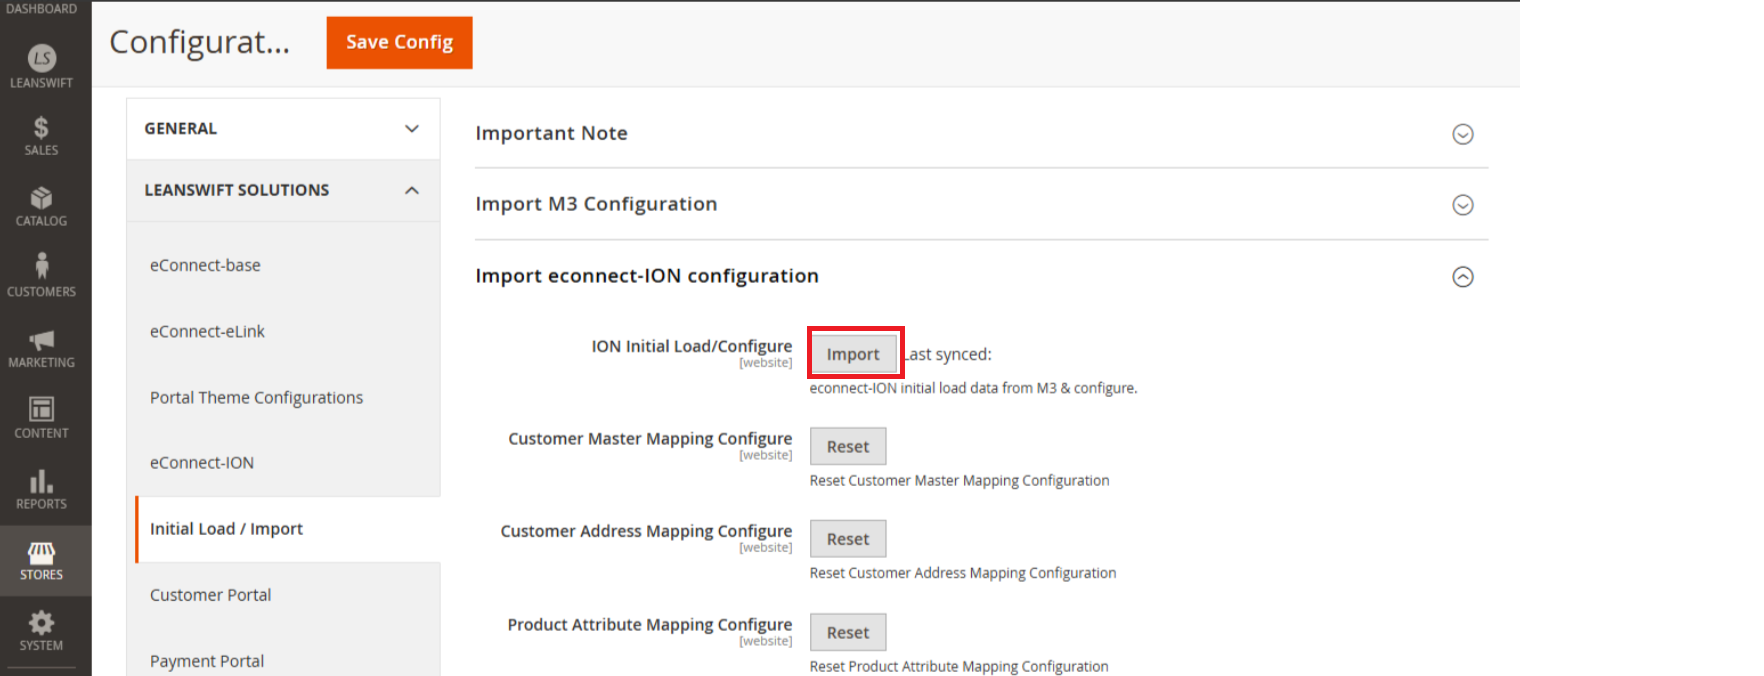 DASHBOARD
LS
LEANSWIFT
$
SALES
CATALOG
CUSTOMERS
MARKETING
CONTENT
REPORTS
STORES
SYSTEM
Configurat...
Save Config
GENERAL
LEANSWIFT SOLUTIONS
eConnect-base
eConnect-eLink
Portal Theme Configurations
eConnect-ION
Initial Load / Import
Customer Portal
Payment Portal
Important Note
Import M3 Configuration
Import econnect-ION configuration
ION Initial Load/Configure Import Last synced:
[website]
econnect-ION initial load data from M3 & configure.
Customer Master Mapping Configure Reset
[website]
Reset Customer Master Mapping Configuration
Customer Address Mapping Configure Reset
[website]
Reset Customer Address Mapping Configuration
Product Attribute Mapping Configure Reset
[website]
Reset Product Attribute Mapping Configuration